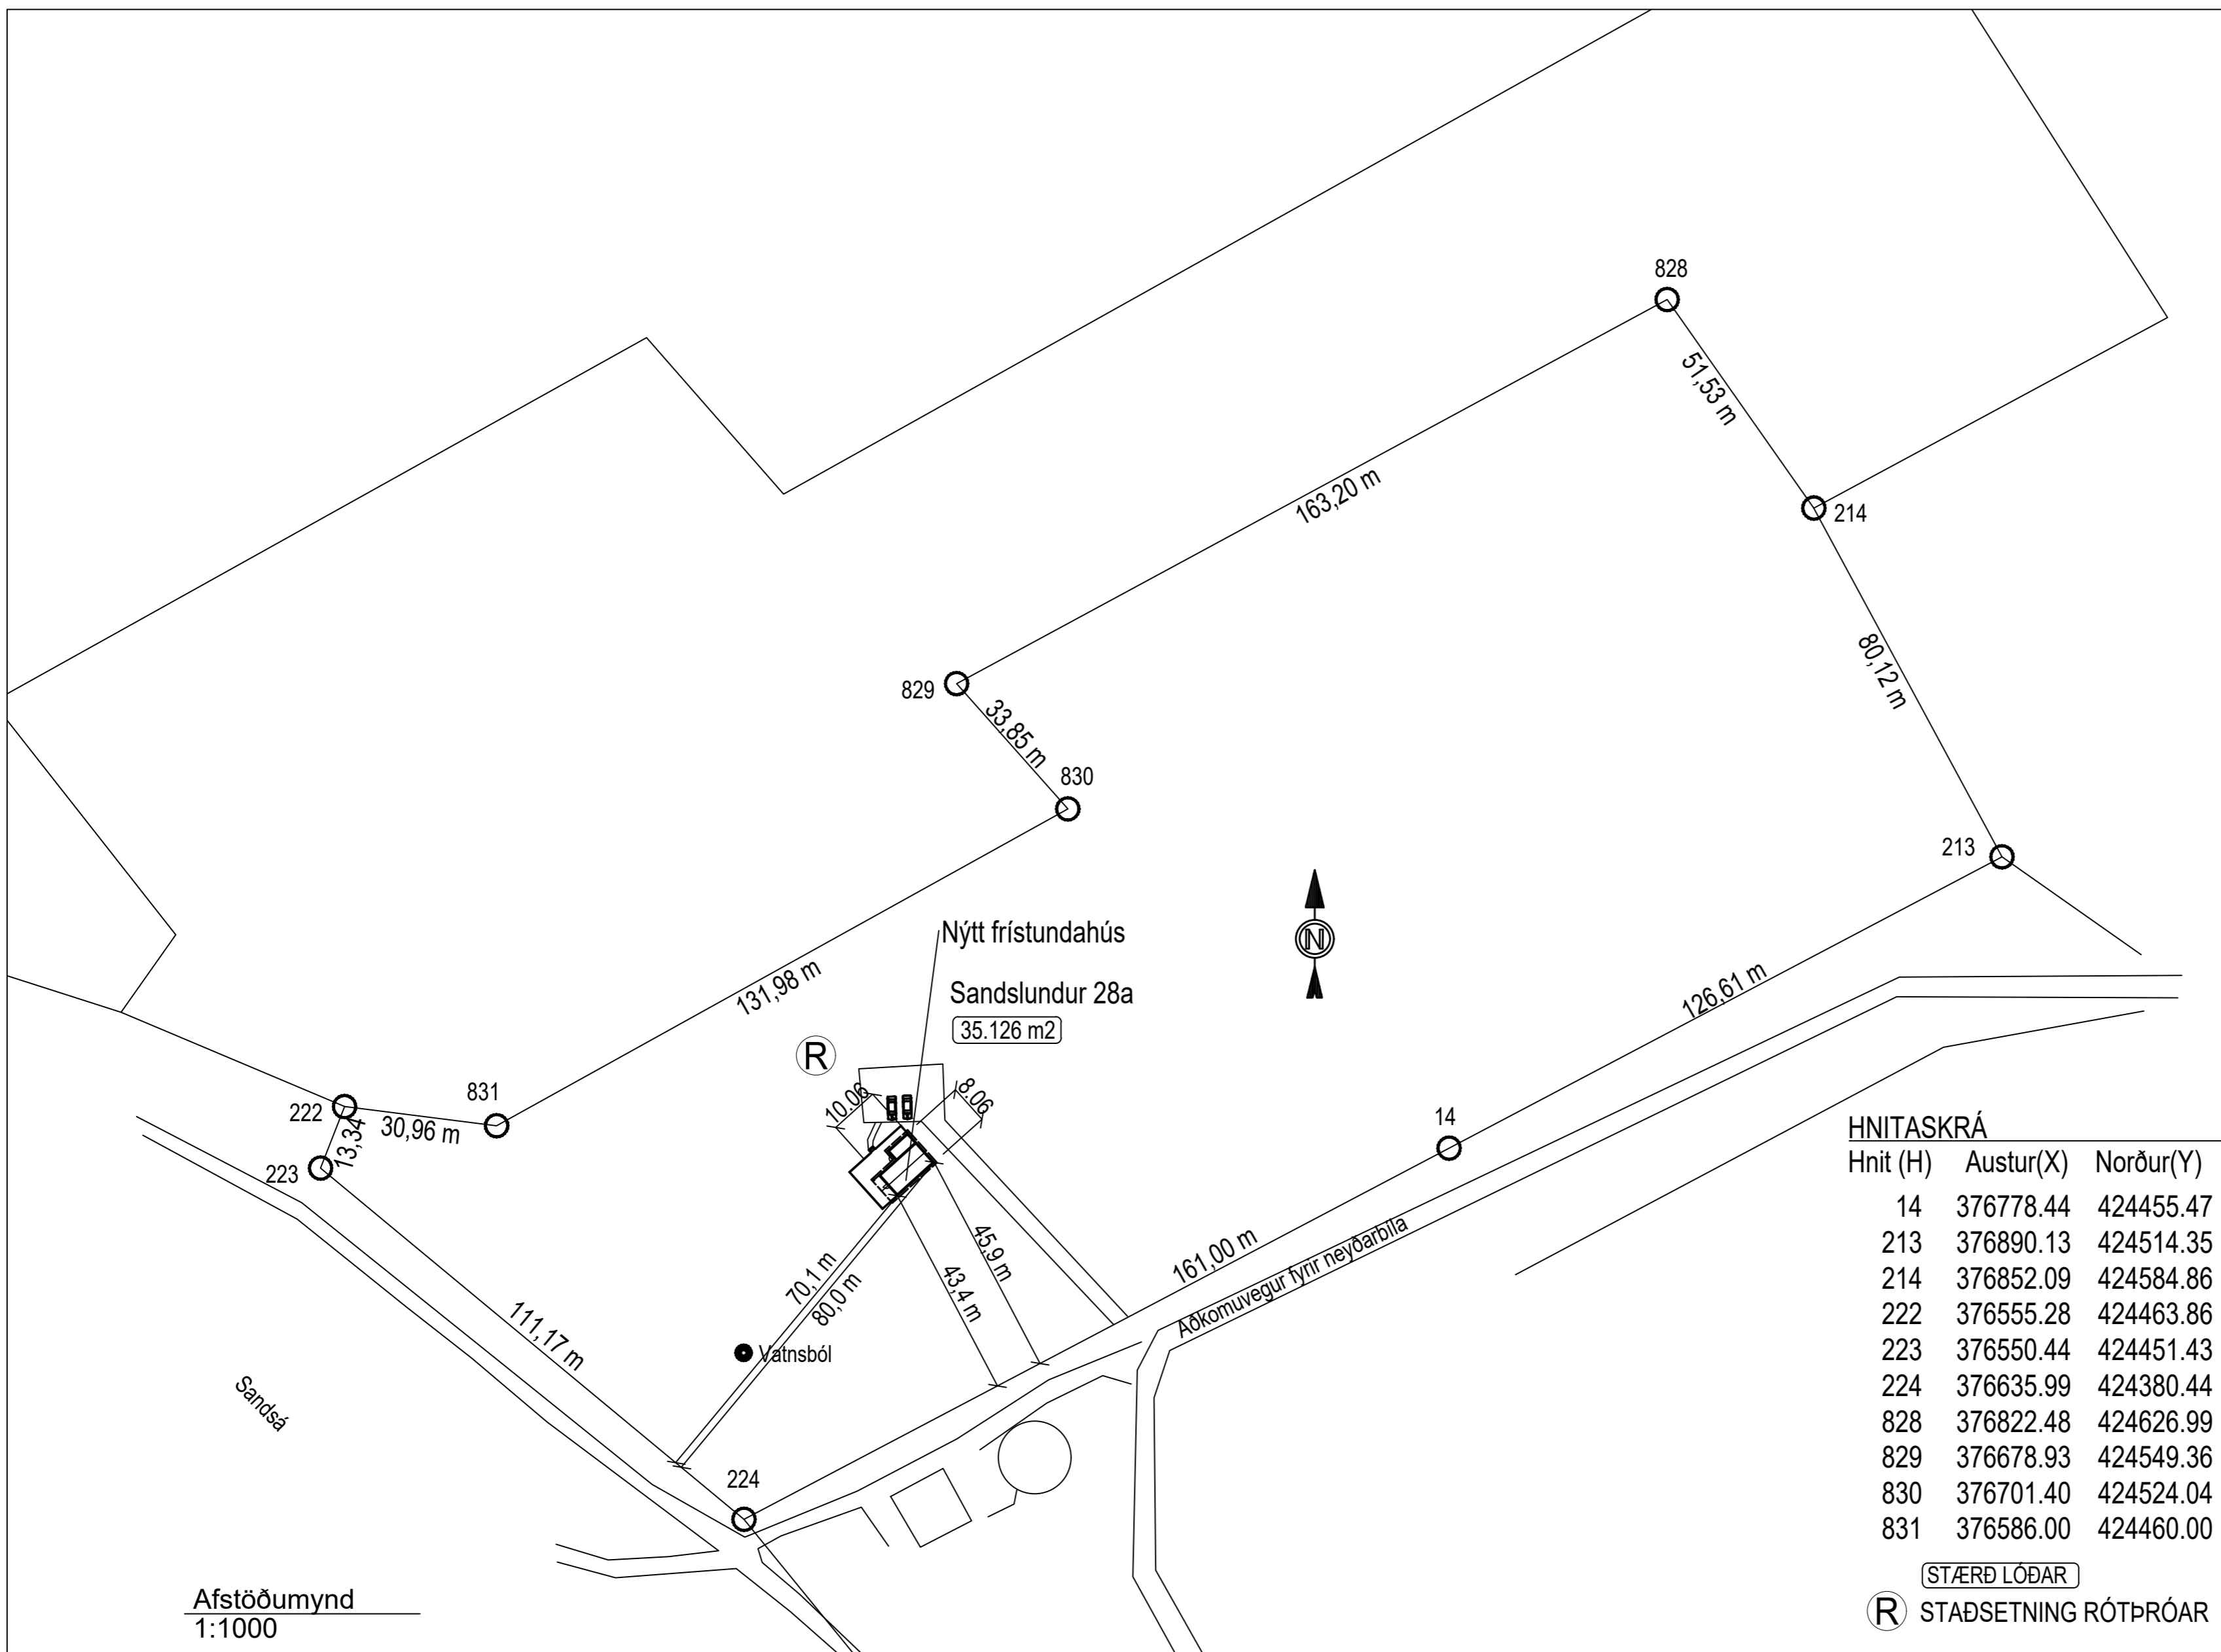 828
51,53 m
163,20 m
214
80,12 m
829
33,85 m
830
213
Nýtt frístundahús
N
131,98 m
Sandslundur 28a
126,61 m
35.126 m2
R
831
222
30,96 m
13,34
223
10.06
8.06
14
45,9 m
43,4 m
161,00 m
Aðkomuvegur fyrir neyðarbíla
70,1 m
80,0 m
111,17 m
Vatnsból
Sandsá
224
HNITASKRÁ
Hnit (H) Austur(X) Norður(Y)
14 376778.44 424455.47
213 376890.13 424514.35
214 376852.09 424584.86
222 376555.28 424463.86
223 376550.44 424451.43
224 376635.99 424380.44
828 376822.48 424626.99
829 376678.93 424549.36
830 376701.40 424524.04
831 376586.00 424460.00
STÆRÐ LÓÐAR
R STAÐSETNING RÓTÞRÓAR
Afstöðumynd
1:1000